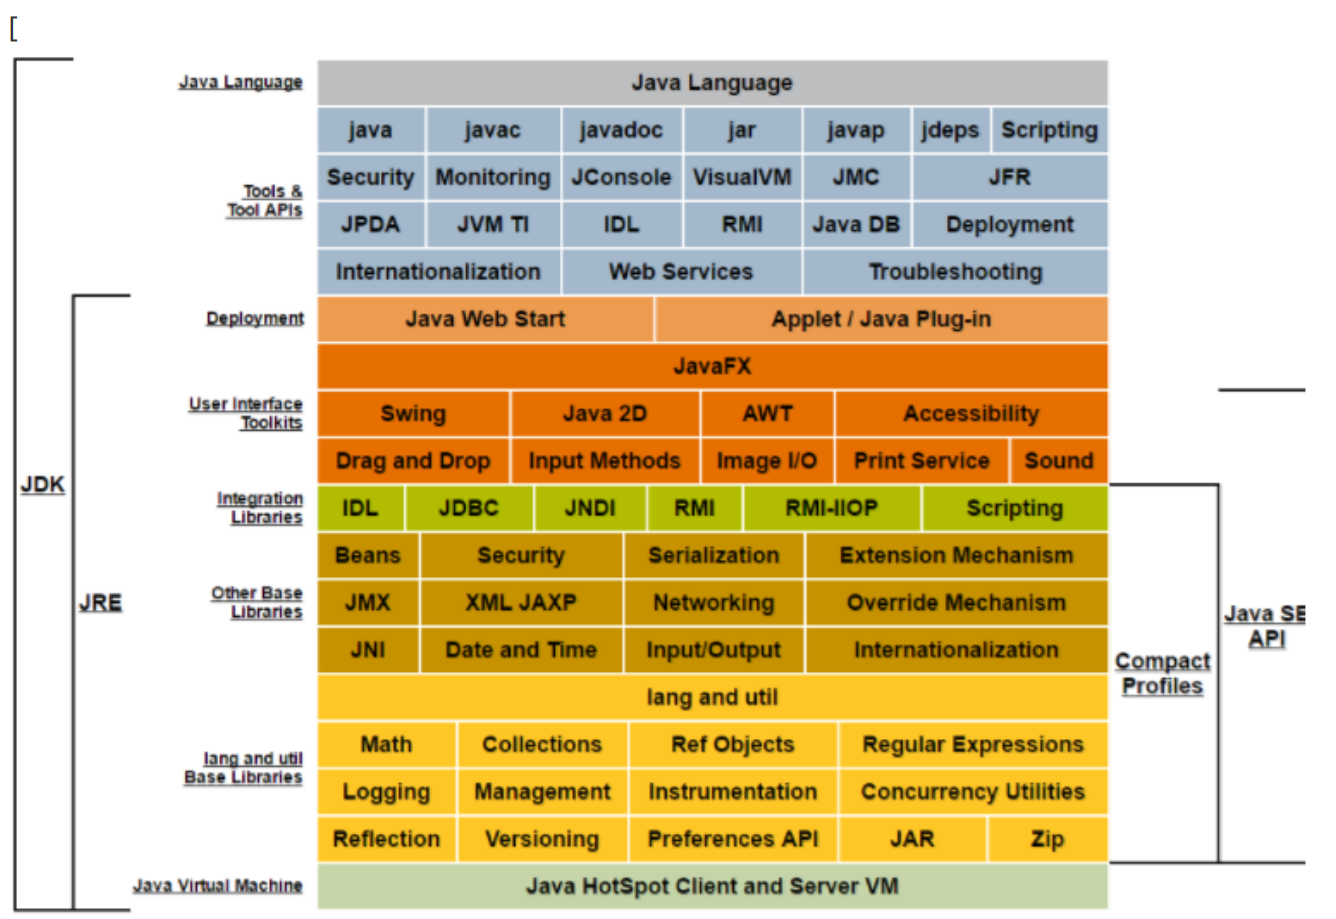 [
Java Language Java Language
java javac javadoc jar javap jdeps Scripting
Security Monitoring JConsole VisualVM JMC JFR
Tools &
Tool APIs
JPDA JVM TI IDL RMI Java DB Deployment
Internationalization Web Services Troubleshooting
Deployment Java Web Start Applet / Java Plug-in
JavaFX
User Interface
Toolkits
Swing Java 2D AWT Accessibility
Drag and Drop Input Methods Image I/O Print Service Sound
JDK
Integration
Libraries
IDL JDBC JNDI RMI RMI-IIOP Scripting
Beans Security Serialization Extension Mechanism
JRE
Other Base
Libraries
JMX XML JAXP Networking Override Mechanism
Java SE
API
JNI Date and Time Input/Output Internationalization
Compact
Profiles
lang and util
Math Collections Ref Objects Regular Expressions
lang and util
Base Libraries
Logging Management Instrumentation Concurrency Utilities
Reflection Versioning Preferences API JAR Zip
Java Virtual Machine Java HotSpot Client and Server VM